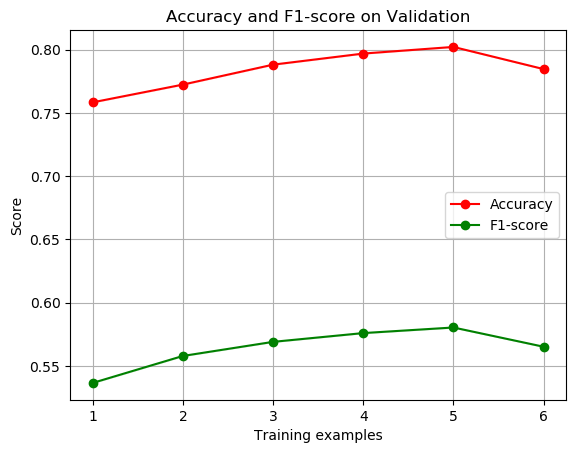 Accuracy and F1-score on Validation
0.80
0.75
0.70
0.65
0.60
0.55
Score
Accuracy
F1-score
1 2 3 4 5 6
Training examples